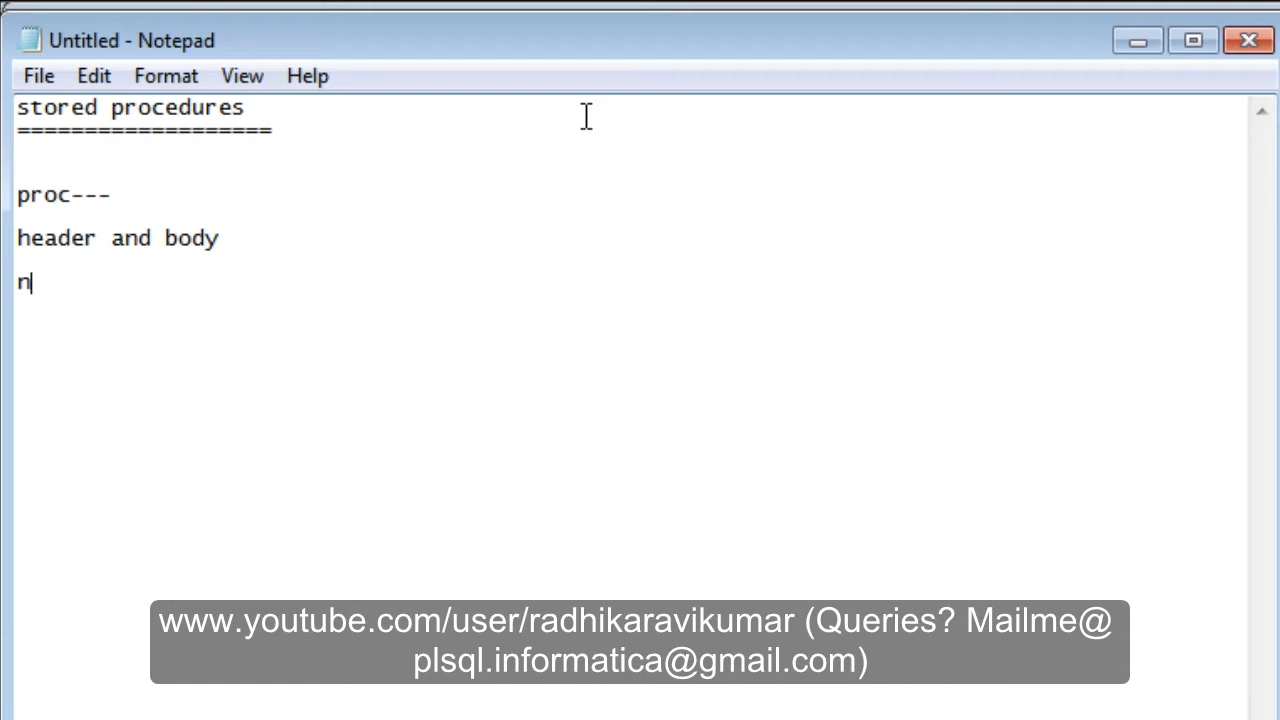 Untitled - Notepad
File Edit Format View Help
stored procedures
===================
proc---
header and body
n
www.youtube.com/user/radhikaravikumar (Queries? Mailme@
plsql.informatica@gmail.com)